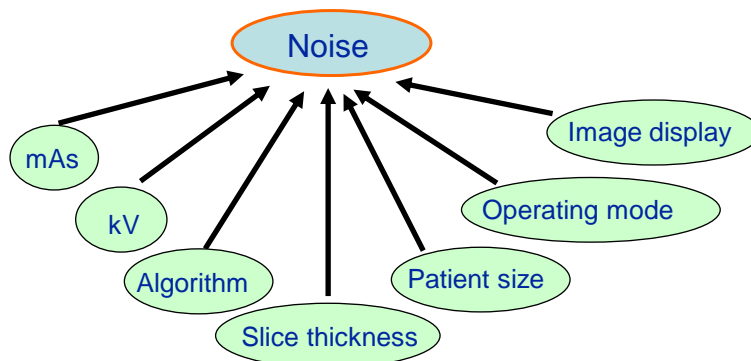 Noise
mAs
kV
Algorithm
Slice thickness
Patient size
Operating mode
Image display